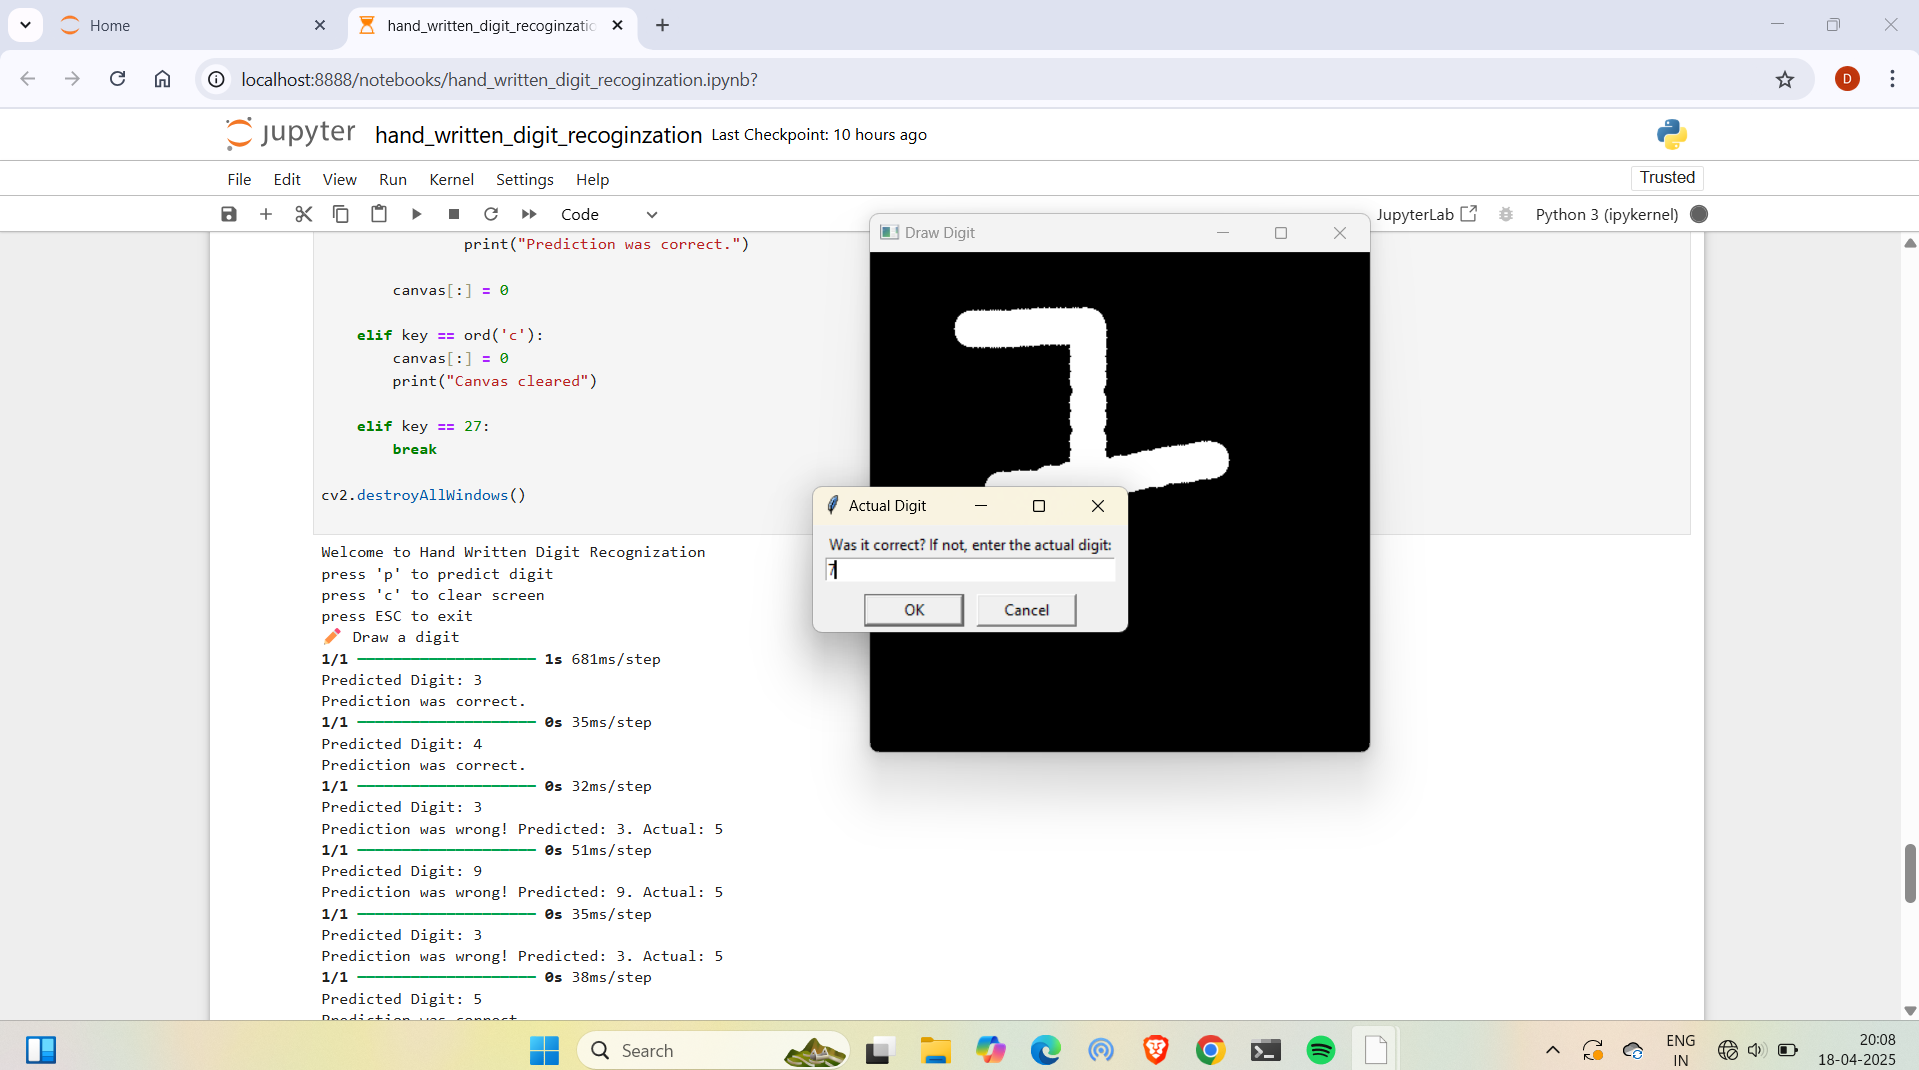 Home
hand_written_digit_recoginzatio
localhost:8888/notebooks/hand_written_digit_recoginzation.ipynb?
D
jupyter hand_written_digit_recoginzation Last Checkpoint: 10 hours ago
File Edit View Run Kernel Settings Help
Trusted
Code
JupyterLab
Python 3 (ipykernel)
print("Prediction was correct.")
canvas[:] = 0
elif key == ord('c'):
canvas[:] = 0
print("Canvas cleared")
elif key == 27:
break
cv2.destroyAllWindows()
Draw Digit
Actual Digit
Was it correct? If not, enter the actual digit:
7
OK Cancel
Welcome to Hand Written Digit Recognization
press 'p' to predict digit
press 'c' to clear screen
press ESC to exit
Draw a digit
1/1 1s 681ms/step
Predicted Digit: 3
Prediction was correct.
1/1 0s 35ms/step
Predicted Digit: 4
Prediction was correct.
1/1 0s 32ms/step
Predicted Digit: 3
Prediction was wrong! Predicted: 3. Actual: 5
1/1 0s 51ms/step
Predicted Digit: 9
Prediction was wrong! Predicted: 9. Actual: 5
1/1 0s 35ms/step
Predicted Digit: 3
Prediction was wrong! Predicted: 3. Actual: 5
1/1 0s 38ms/step
Predicted Digit: 5
Prediction was correct
Search
ENG
IN
20:08
18-04-2025